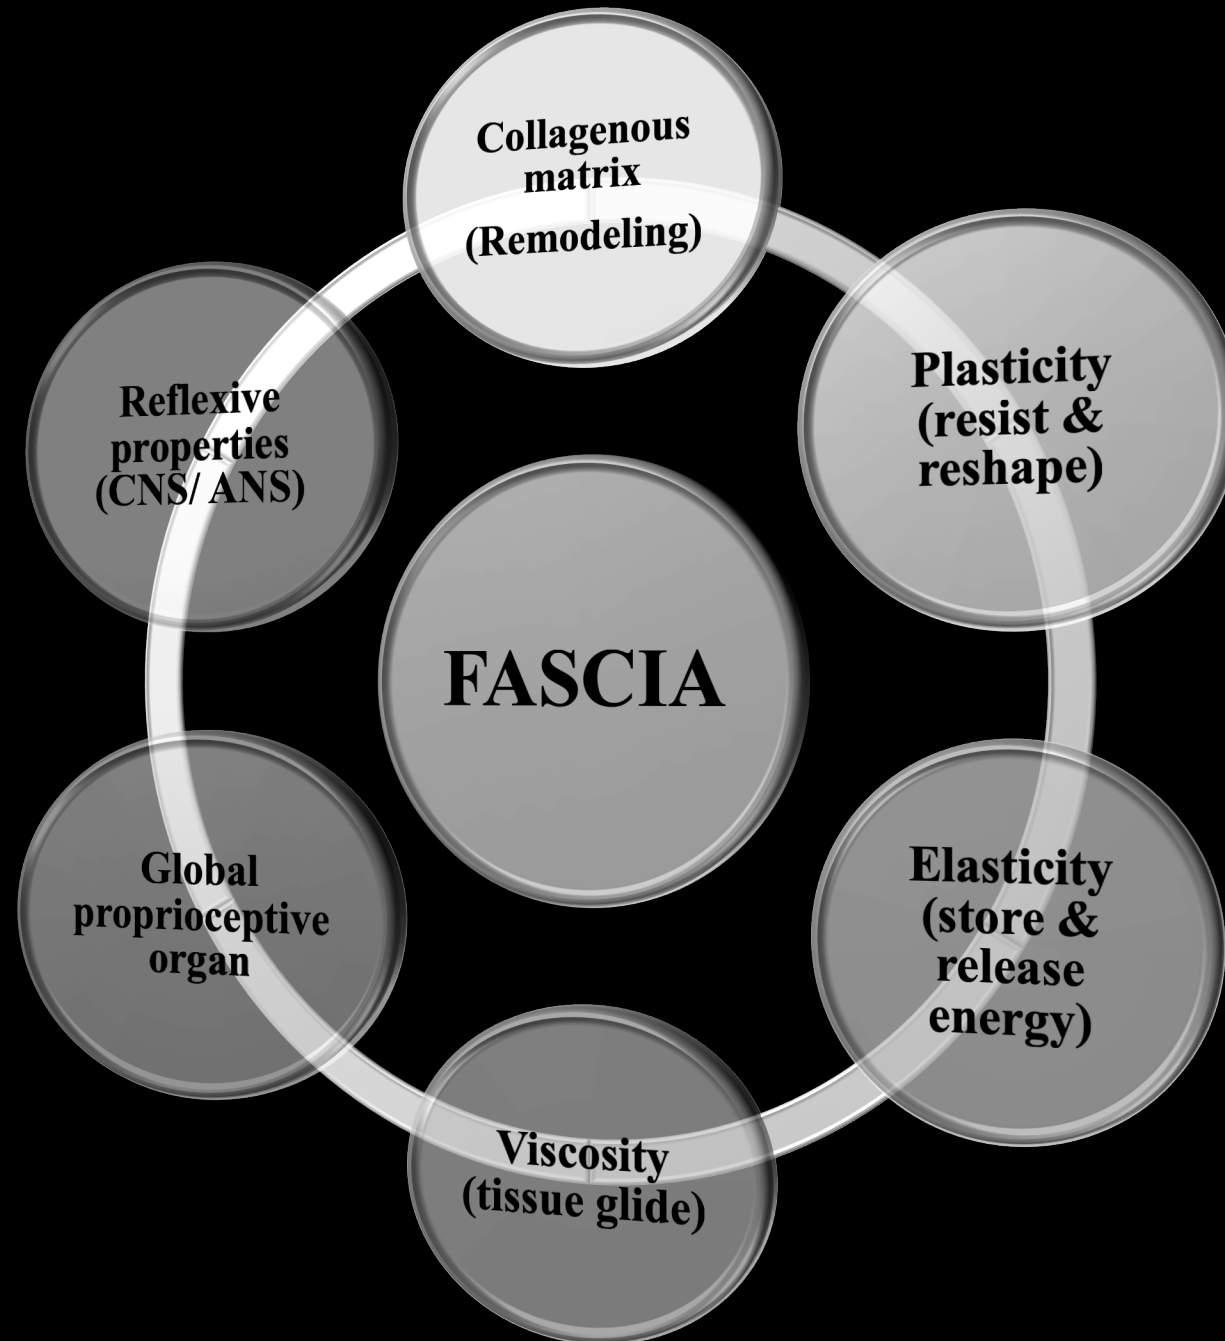 Collagenous
matrix
(Remodeling)
Plasticity
(resist &
reshape)
Elasticity
(store &
release
energy)
Viscosity
(tissue glide)
Global
proprioceptive
organ
Reflexive
properties
(CNS/ ANS)
FASCIA